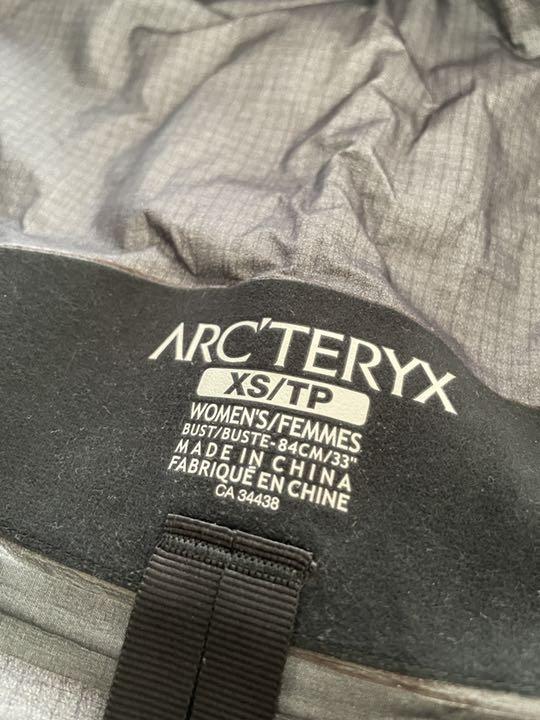 ARC'TERYX
XS/TP
WOMEN'S/FEMMES
BUST/BUSTE-84CM/33"
MADE IN CHINA
FABRIQUÉ EN CHINE
CA 34438